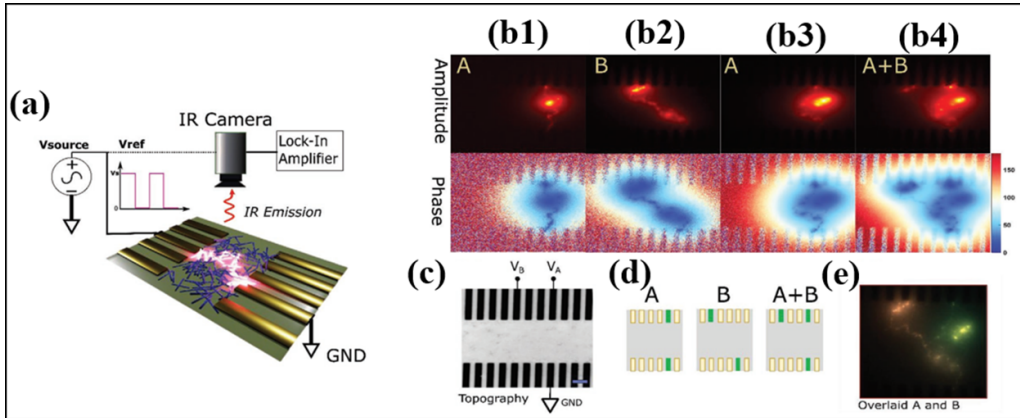 (b1) (b2) (b3) (b4)
(a)
Amplitude
A B A A+B
IR Camera
Vsource Vref
Lock-In
Amplifier
Vs
0
IR Emission
GND
Phase
150
100
50
0
(c) (d) (e)
VB VA
GND
Topography
A B A+B
Overlaid A and B